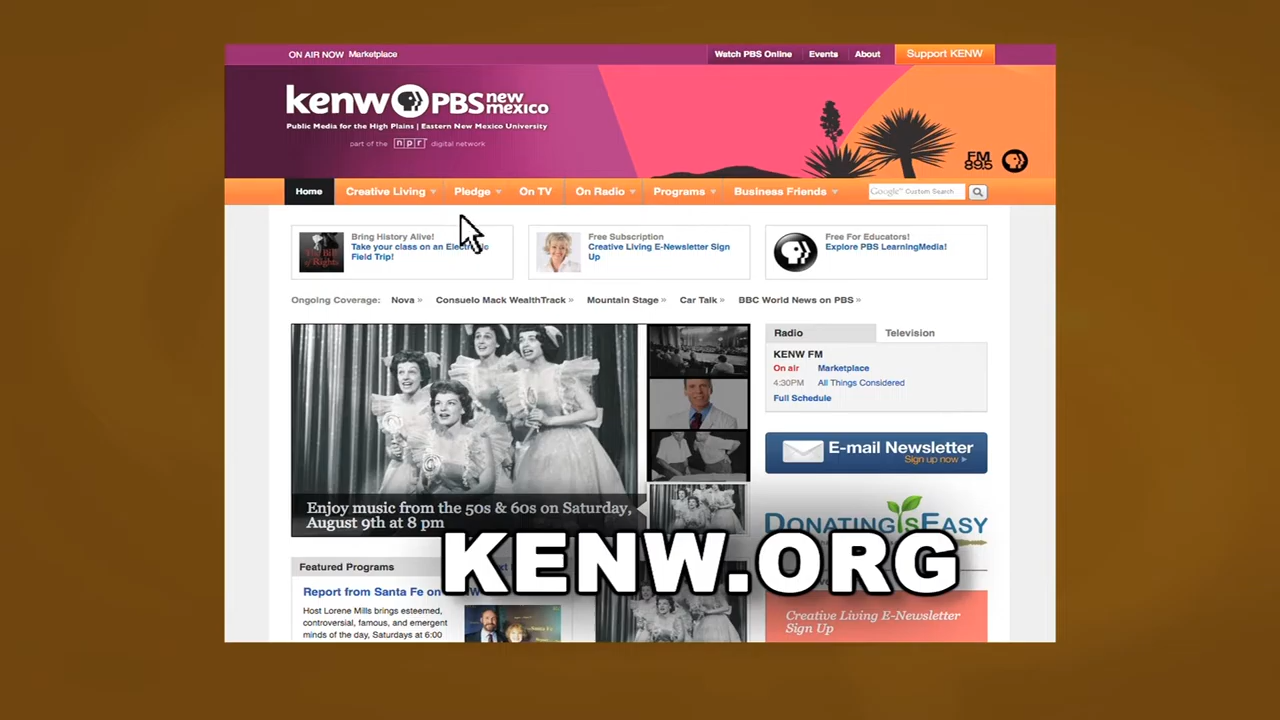 ON AIR NOW Marketplace
Watch PBS Online Events About Support KENW
kenw PBS new mexico
Public Media for the High Plains | Eastern New Mexico University
part of the npr digital network
FM 89.5
Home Creative Living Pledge On TV On Radio Programs Business Friends Google Custom Search
Bring History Alive!
Take your class on an Electronic
Field Trip!
Free Subscription
Creative Living E-Newsletter Sign
Up
Free For Educators!
Explore PBS LearningMedia!
Ongoing Coverage: Nova » Consuelo Mack WealthTrack » Mountain Stage » Car Talk » BBC World News on PBS »
Radio Television
KENW FM
On air Marketplace
4:30PM All Things Considered
Full Schedule
E-mail Newsletter
Sign up now
Enjoy music from the 50s & 60s on Saturday,
August 9th at 8 pm
DONATING IS EASY
KENW.ORG
Featured Programs
Report from Santa Fe on
Host Lorene Mills brings esteemed,
controversial, famous, and emergent
minds of the day, Saturdays at 6:00
Creative Living E-Newsletter
Sign Up